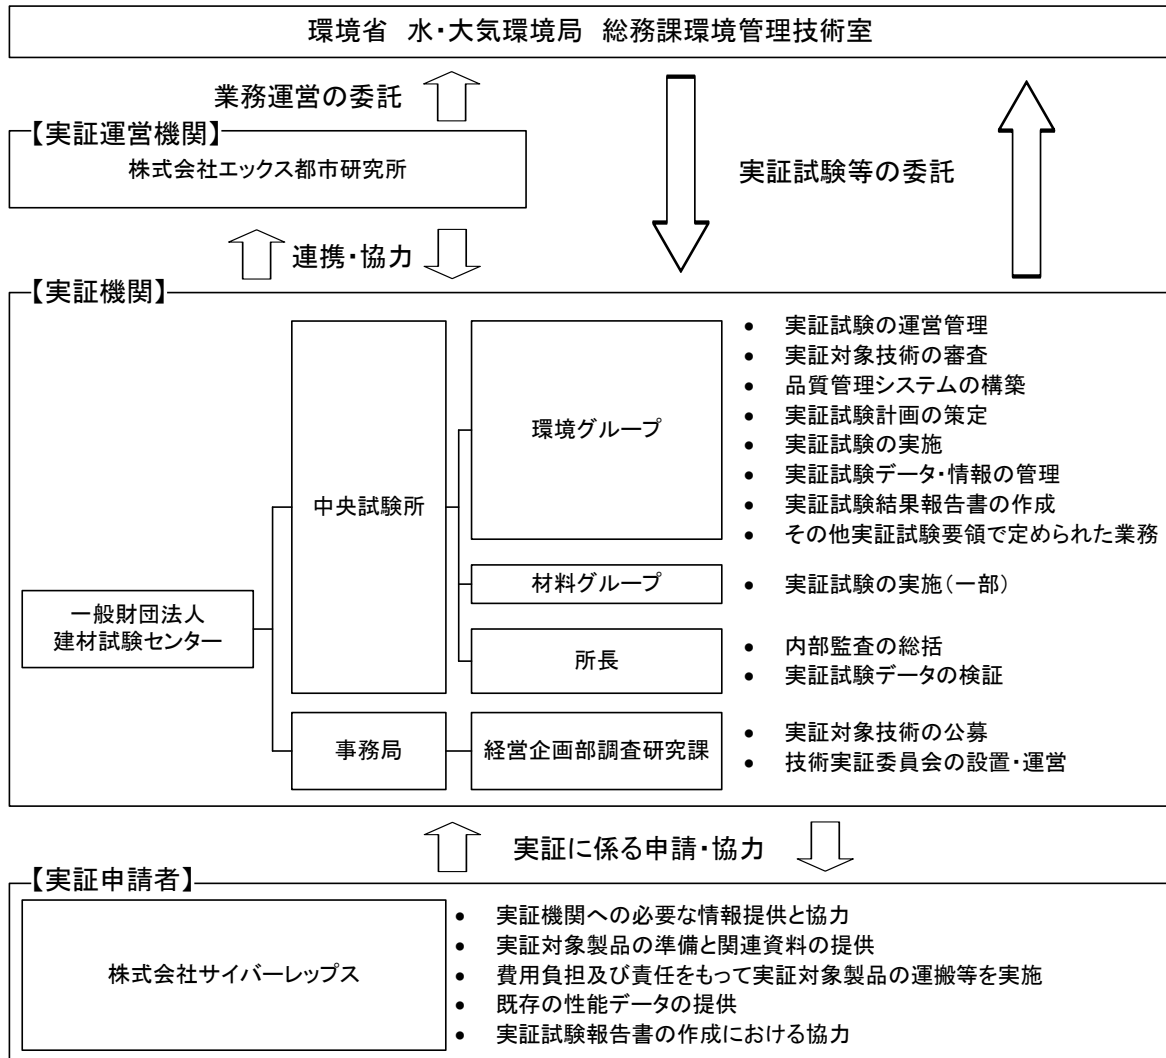 環境省 水・大気環境局 総務課環境管理技術室
業務運営の委託
【実証運営機関】
株式会社エックス都市研究所
実証試験等の委託
連携・協力
【実証機関】
一般財団法人
建材試験センター
中央試験所
環境グループ
• 実証試験の運営管理
• 実証対象技術の審査
• 品質管理システムの構築
• 実証試験計画の策定
• 実証試験の実施
• 実証試験データ・情報の管理
• 実証試験結果報告書の作成
• その他実証試験要領で定められた業務
材料グループ
• 実証試験の実施(一部)
所長
• 内部監査の総括
• 実証試験データの検証
事務局
経営企画部調査研究課
• 実証対象技術の公募
• 技術実証委員会の設置・運営
実証に係る申請・協力
【実証申請者】
株式会社サイバーレップス
• 実証機関への必要な情報提供と協力
• 実証対象製品の準備と関連資料の提供
• 費用負担及び責任をもって実証対象製品の運搬等を実施
• 既存の性能データの提供
• 実証試験報告書の作成における協力